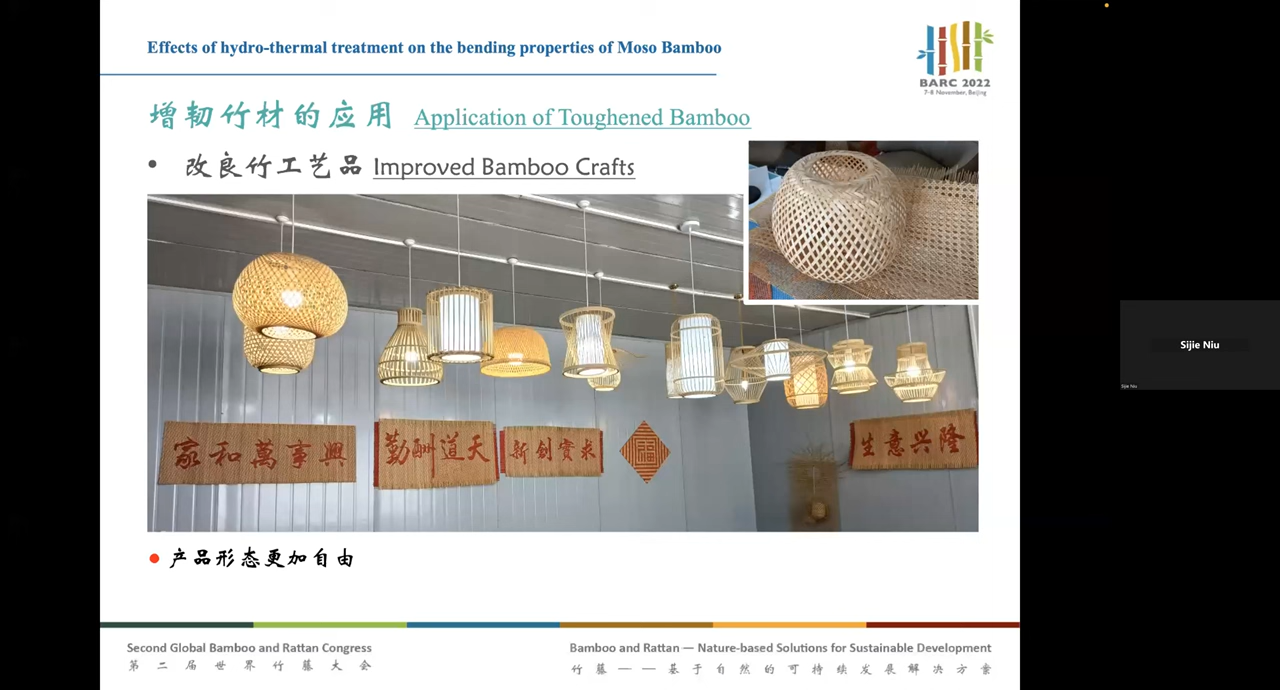 Effects of hydro-thermal treatment on the bending properties of Moso Bamboo
BARC 2022
7-8 November, Beijing
增韧竹材的应用 Application of Toughened Bamboo
• 改良竹工艺品 Improved Bamboo Crafts
家和萬事興
勤酬道天
新創實求
福
生意兴隆
Sijie Niu
Sijie Niu
产品形态更加自由
Second Global Bamboo and Rattan Congress
第二届世界竹藤大会
Bamboo and Rattan — Nature-based Solutions for Sustainable Development
竹藤——基于自然的可持续发展解决方案